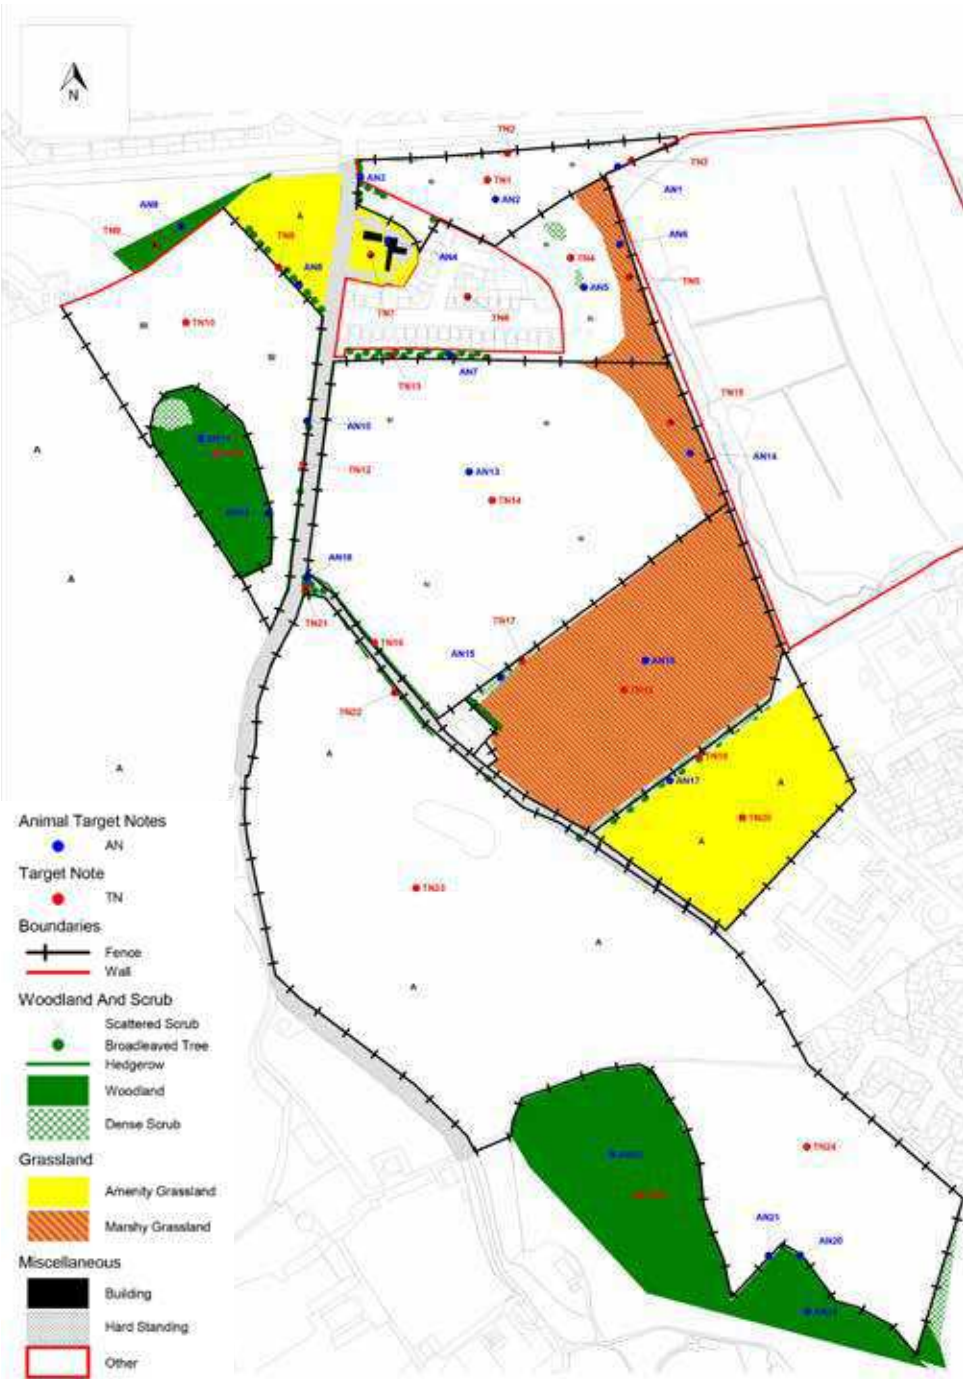 N
TN2
TN3
TN1
AN3
AN2
AN1
AN9
A
TN9
TN8
AN4
AN6
TN4
AN8
AN5
TN5
TN7
TN6
TN10
TN13
AN7
TN15
AN10
A
TN12
AN13
AN14
TN14
AN18
A
TN21
TN17
TN16
AN15
AN16
TN22
TN18
A
A
TN19
A
AN17
TN20
A
TN23
A
A
TN24
AN21
AN20
Animal Target Notes
AN
Target Note
TN
Boundaries
Fence
Wall
Woodland And Scrub
Scattered Scrub
Broadleaved Tree
Hedgerow
Woodland
Dense Scrub
Grassland
Amenity Grassland
Marshy Grassland
Miscellaneous
Building
Hard Standing
Other